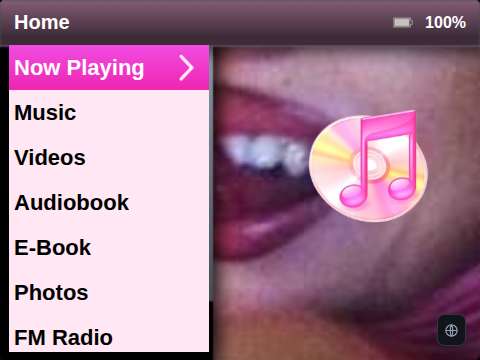 Home
100%
Now Playing
Music
Videos
Audiobook
E-Book
Photos
FM Radio